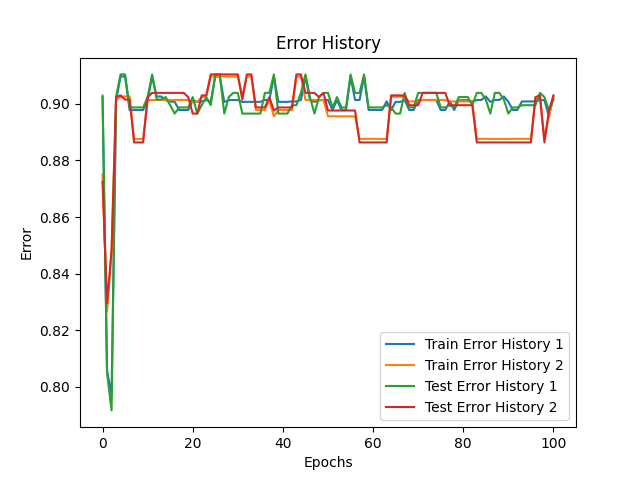 Error History
Error
0.90
0.88
0.86
0.84
0.82
0.80
0
20
40
60
80
100
Epochs
Train Error History 1
Train Error History 2
Test Error History 1
Test Error History 2